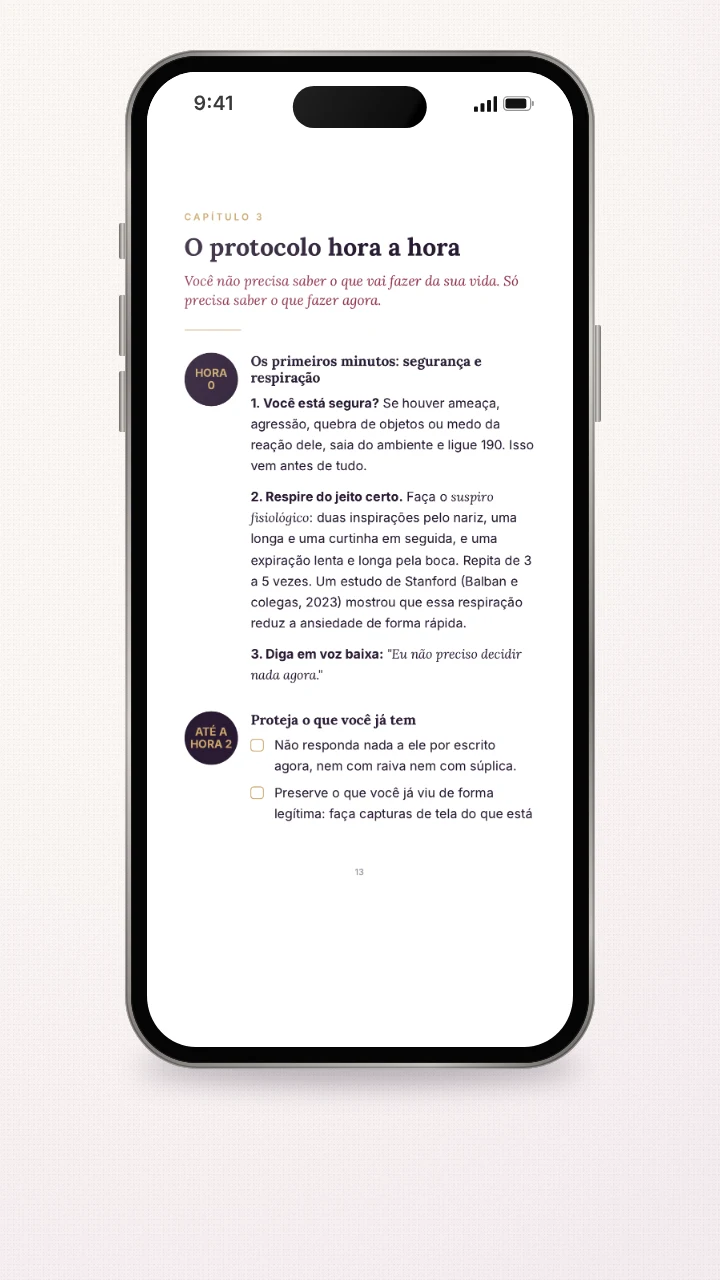 9:41
CAPÍTULO 3
O protocolo hora a hora
Você não precisa saber o que vai fazer da sua vida. Só
precisa saber o que fazer agora.
HORA
0
Os primeiros minutos: segurança e
respiração
1. Você está segura? Se houver ameaça,
agressão, quebra de objetos ou medo da
reação dele, saia do ambiente e ligue 190. Isso
vem antes de tudo.
2. Respire do jeito certo. Faça o suspiro
fisiológico: duas inspirações pelo nariz, uma
longa e uma curtinha em seguida, e uma
expiração lenta e longa pela boca. Repita de 3
a 5 vezes. Um estudo de Stanford (Balban e
colegas, 2023) mostrou que essa respiração
reduz a ansiedade de forma rápida.
3. Diga em voz baixa: "Eu não preciso decidir
nada agora."
ATÉ A
HORA 2
Proteja o que você já tem
Não responda nada a ele por escrito
agora, nem com raiva nem com súplica.
Preserve o que você já viu de forma
legítima: faça capturas de tela do que está
13